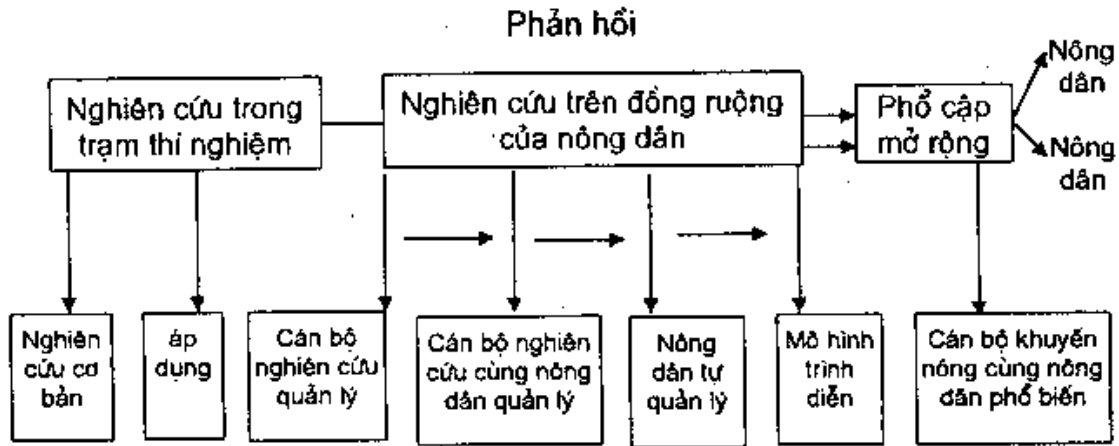 Phản hồi
Nghiên cứu trong
trạm thí nghiệm
Nghiên cứu trên đồng ruộng
của nông dân
Phổ cập
mở rộng
Nông
dân
Nông
dân
Nghiên
cứu cơ
bản
áp
dụng
Cán bộ
nghiên cứu
quản lý
Cán bộ nghiên
cứu cùng nông
dán quản lý
Nông
dân tự
quản lý
Mô hình
trình
diễn
Cán bộ khuyến
nóng cùng nóng
dân phổ biến